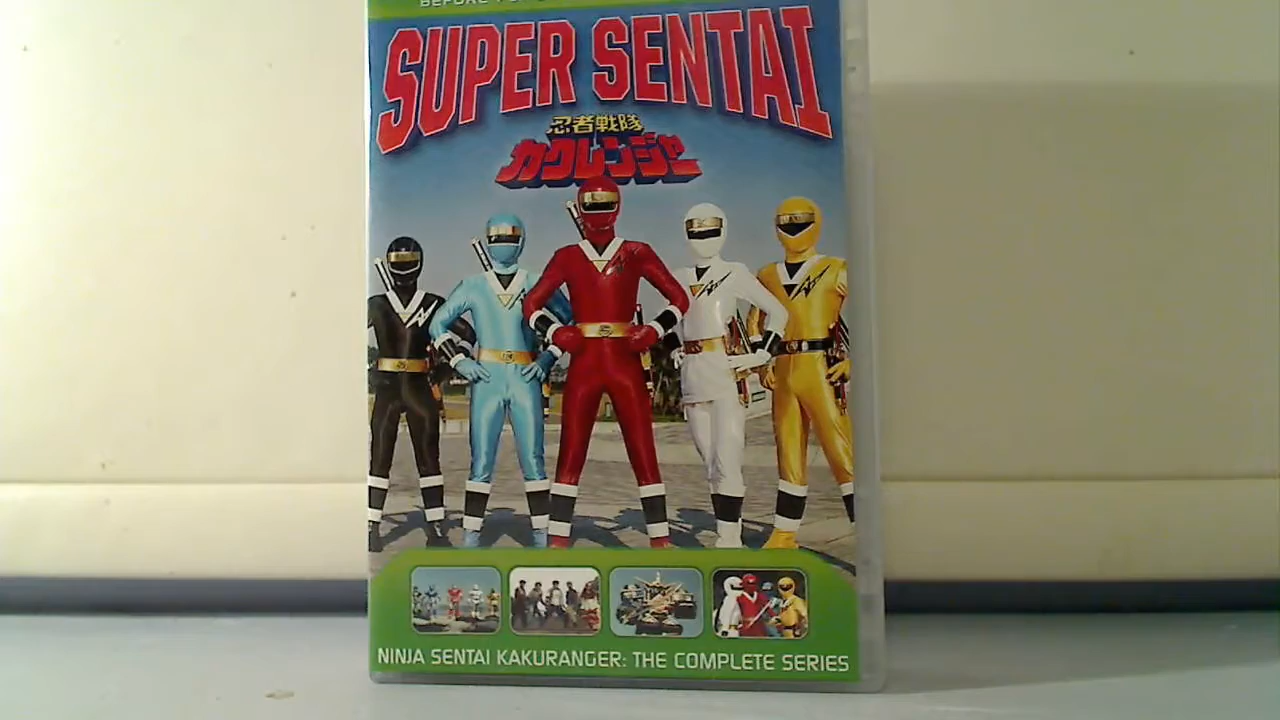 BEFORE
SUPER SENTAI
忍者戦隊
カクレンジャー
NINJA SENTAI KAKURANGER: THE COMPLETE SERIES